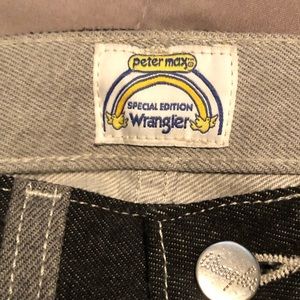 peter max
SPECIAL EDITION
Wrangler